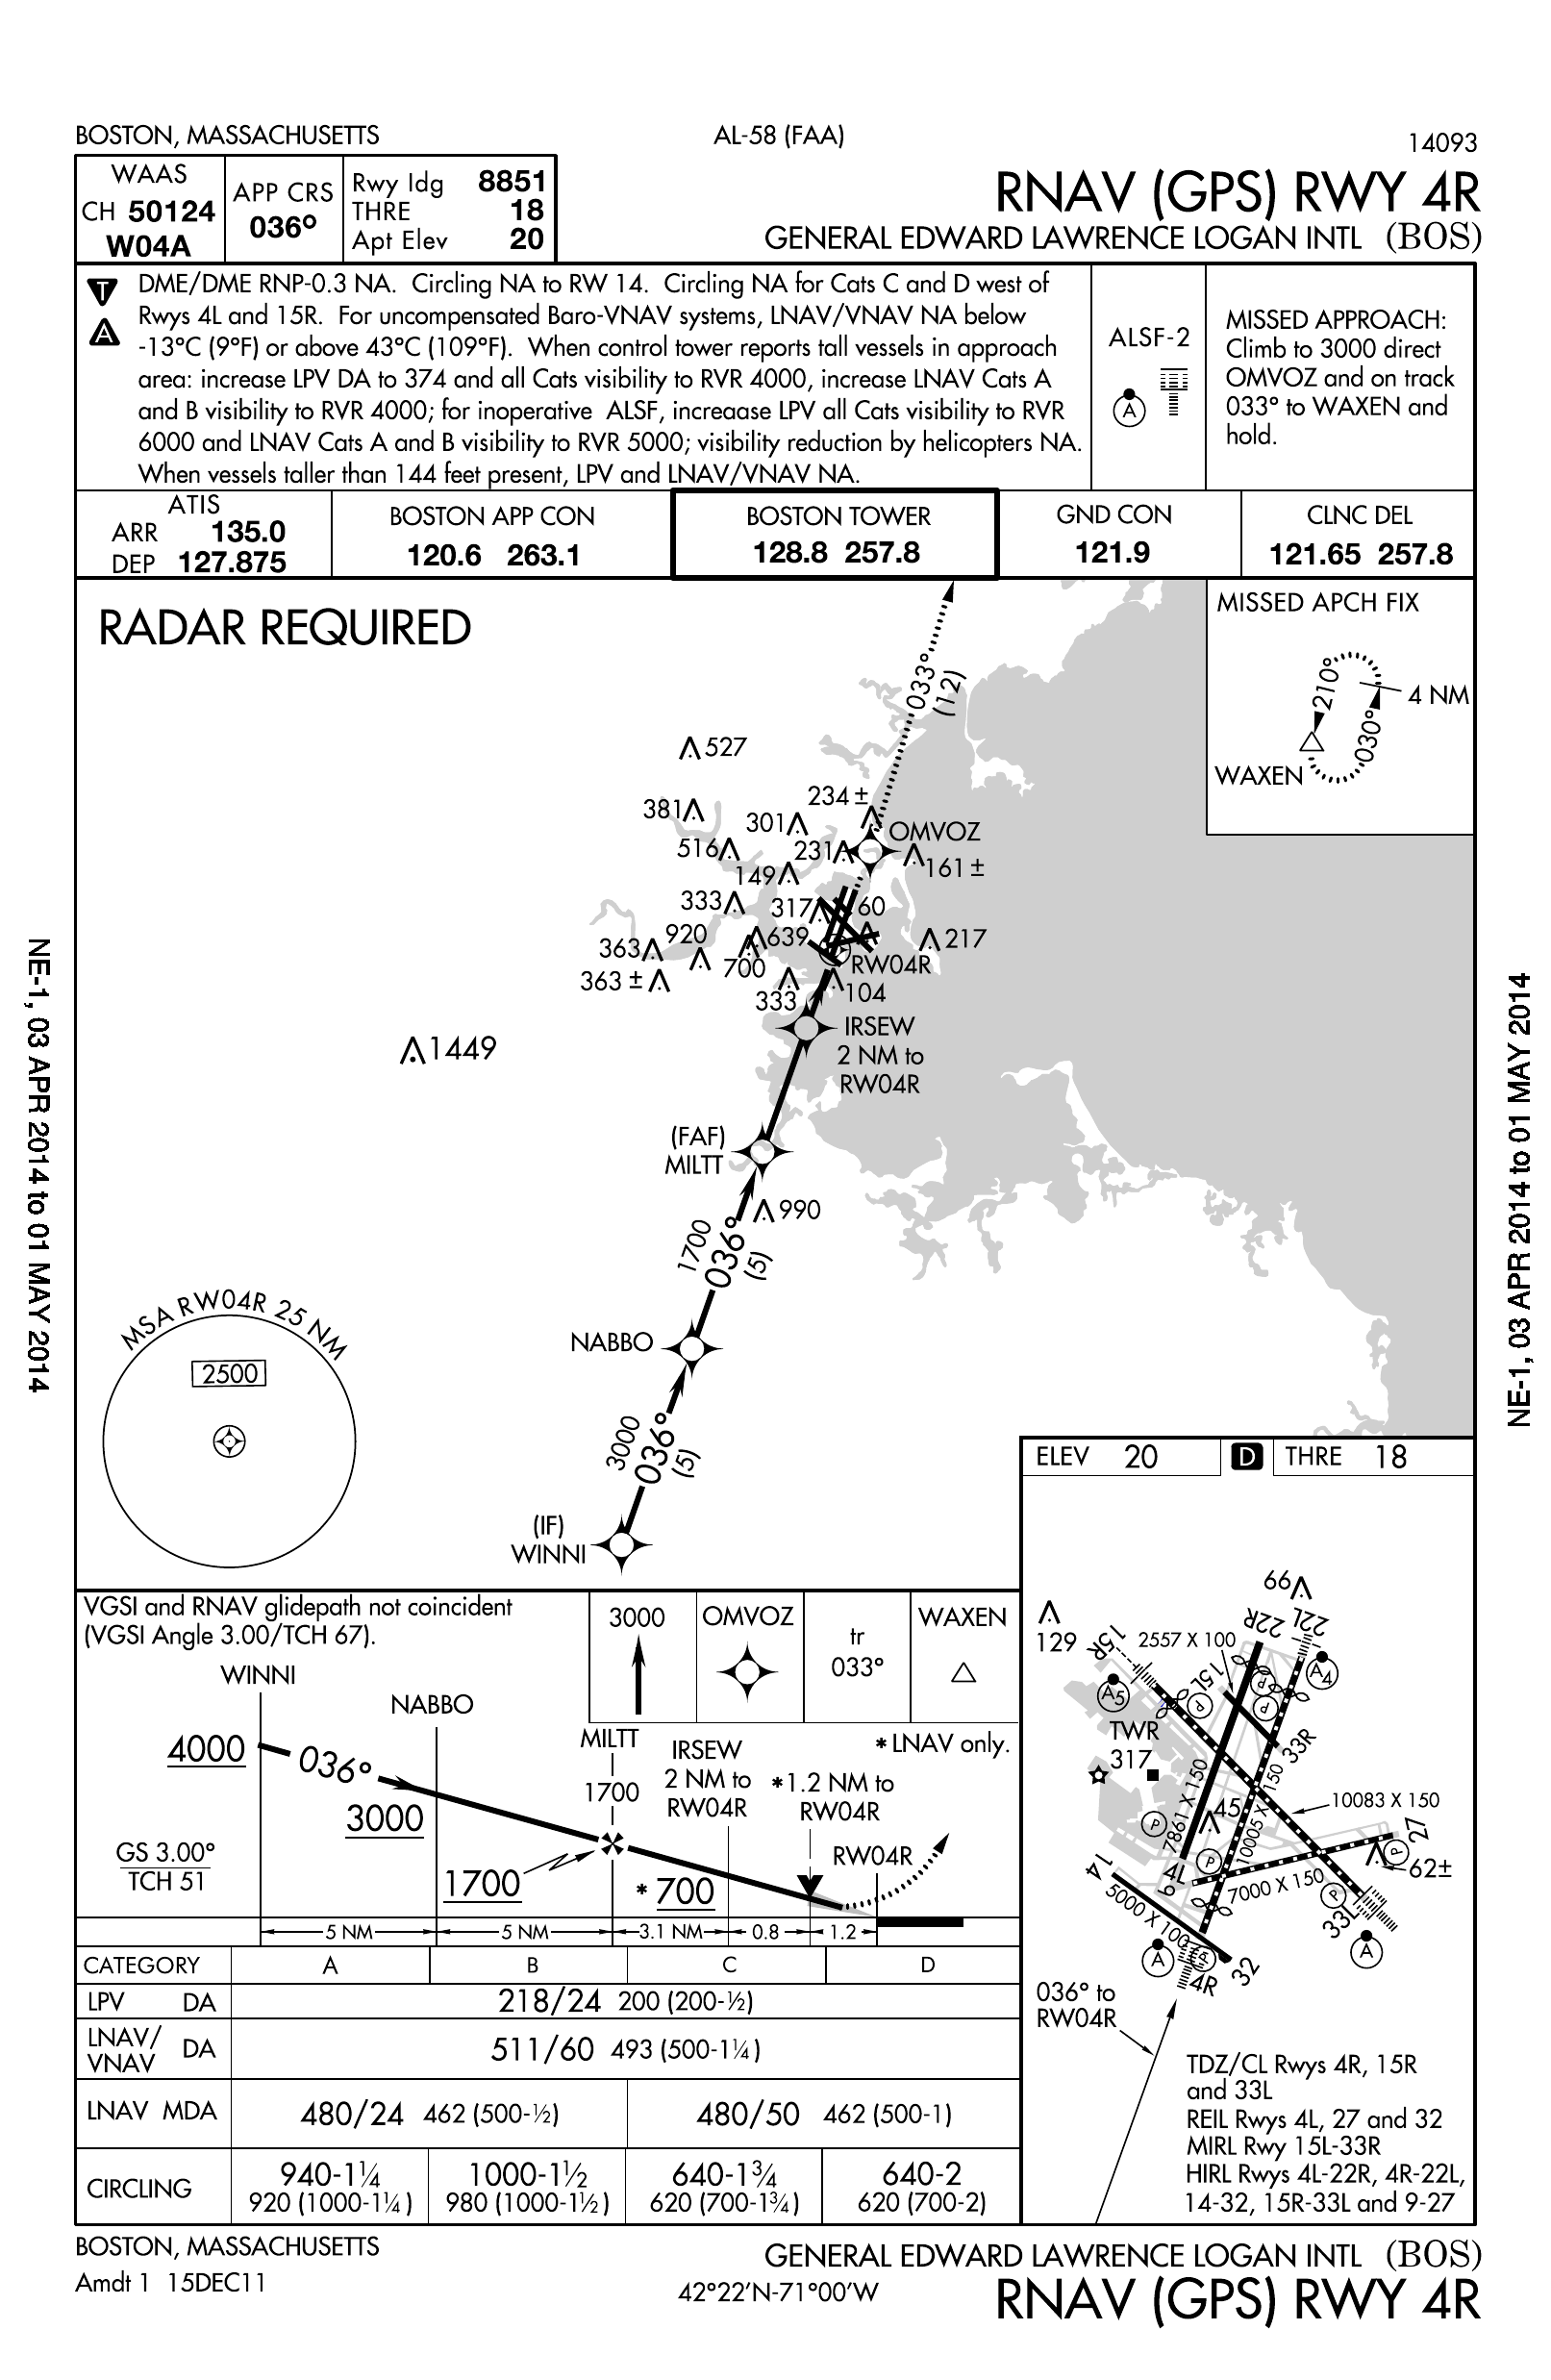 BOSTON, MASSACHUSETTS
AL-58 (FAA)
14093
WAAS
CH 50124
W04A
APP CRS
036°
Rwy Idg 8851
THRE 18
Apt Elev 20
RNAV (GPS) RWY 4R
GENERAL EDWARD LAWRENCE LOGAN INTL (BOS)
T
A
DME/DME RNP-0.3 NA. Circling NA to RW 14. Circling NA for Cats C and D west of
Rwys 4L and 15R. For uncompensated Baro-VNAV systems, LNAV/VNAV NA below
-13°C (9°F) or above 43°C (109°F). When control tower reports tall vessels in approach
area: increase LPV DA to 374 and all Cats visibility to RVR 4000, increase LNAV Cats A
and B visibility to RVR 4000; for inoperative ALSF, increaase LPV all Cats visibility to RVR
6000 and LNAV Cats A and B visibility to RVR 5000; visibility reduction by helicopters NA.
When vessels taller than 144 feet present, LPV and LNAV/VNAV NA.
ALSF-2
A
MISSED APPROACH:
Climb to 3000 direct
OMVOZ and on track
033° to WAXEN and
hold.
ATIS
ARR 135.0
DEP 127.875
BOSTON APP CON
120.6 263.1
BOSTON TOWER
128.8 257.8
GND CON
121.9
CLNC DEL
121.65 257.8
RADAR REQUIRED
MISSED APCH FIX
210°
4 NM
030°
WAXEN
033°
(12)
527
381
234 ±
301
OMVOZ
516
231
161 ±
149
333
317
60
920
639
217
363
700
RW04R
363 ±
333
104
IRSEW
2 NM to
RW04R
1449
(FAF)
MILTT
990
1700
036°
(5)
NABBO
3000
036°
(5)
(IF)
WINNI
MSA RW04R 25 NM
2500
NE-1, 03 APR 2014 to 01 MAY 2014
NE-1, 03 APR 2014 to 01 MAY 2014
ELEV 20
D
THRE 18
99
129
15R
2557 X 100
22R
22L
15L
A5
P
P
P
A4
TWR
317
33R
7861 X 150
10005 X 150
10083 X 150
45
P
P
27
P
62±
14
4L
9
7000 X 150
P
5000 X 100
33L
A
P
4R
32
A
036° to
RW04R
TDZ/CL Rwys 4R, 15R
and 33L
REIL Rwys 4L, 27 and 32
MIRL Rwy 15L-33R
HIRL Rwys 4L-22R, 4R-22L,
14-32, 15R-33L and 9-27
VGSI and RNAV glidepath not coincident
(VGSI Angle 3.00/TCH 67).
3000
OMVOZ
tr
033°
WAXEN
WINNI
NABBO
MILTT
IRSEW
2 NM to
RW04R
*LNAV only.
*1.2 NM to
RW04R
4000
036°
3000
1700
RW04R
GS 3.00°
TCH 51
1700
*700
5 NM
5 NM
3.1 NM
0.8
1.2
CATEGORY A B C D
LPV DA 218/24 200 (200-½)
LNAV/
VNAV DA 511/60 493 (500-1¼)
LNAV MDA 480/24 462 (500-½) 480/50 462 (500-1)
CIRCLING 940-1¼ 1000-1½ 640-1¾ 640-2
920 (1000-1¼) 980 (1000-1½) 620 (700-1¾) 620 (700-2)
BOSTON, MASSACHUSETTS
Amdt 1 15DEC11
42°22'N-71°00'W
GENERAL EDWARD LAWRENCE LOGAN INTL (BOS)
RNAV (GPS) RWY 4R